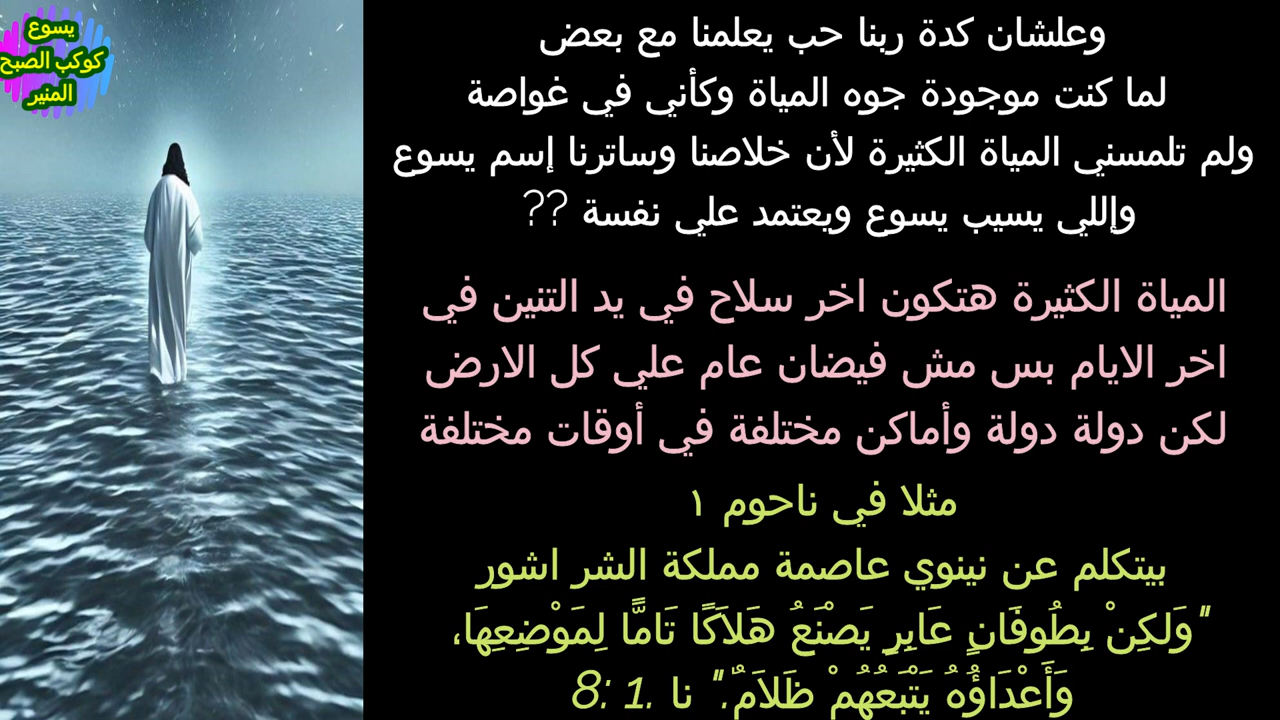 يسوع
كوكب الصبح
المنير
وعلشان كدة ربنا حب يعلمنا مع بعض
لما كنت موجودة جوه المياة وكأني في غواصة
ولم تلمسني المياة الكثيرة لأن خلاصنا وساترنا إسم يسوع
وإللي يسيب يسوع ويعتمد علي نفسة ??
المياة الكثيرة هتكون اخر سلاح في يد التنين في
اخر الايام بس مش فيضان عام علي كل الارض
لكن دولة دولة وأماكن مختلفة في أوقات مختلفة
مثلا في ناحوم ١
بيتكلم عن نينوي عاصمة مملكة الشر اشور
"وَلكِنْ بِطُوفَانٍ عَابِرٍ يَصْنَعُ هَلاَكًا تَامًّا لِمَوْضِعِهَا،
وَأَعْدَاؤُهُ يَتْبَعُهُمْ ظَلاَمٌ." نا .1 :8